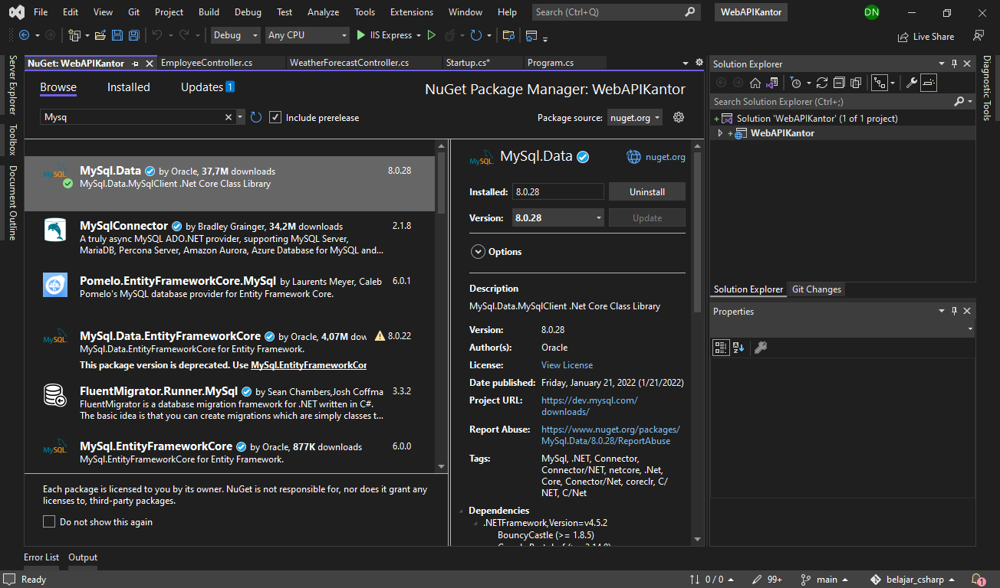 File Edit View Git Project Build Debug Test Analyze Tools Extensions Window Help Search (Ctrl+Q) WebAPIKantor DN
Debug Any CPU IIS Express Live Share
Server Explorer
Toolbox
Document Outline
NuGet: WebAPIKantor EmployeeController.cs WeatherForecastController.cs Startup.cs* Program.cs
Browse Installed Updates 1 NuGet Package Manager: WebAPIKantor
Mysq Include prerelease Package source: nuget.org
MySQL
MySql.Data by Oracle, 37,7M downloads 8.0.28
MySql.Data.MySqlClient .Net Core Class Library
MySqlConnector by Bradley Grainger, 34,2M downloads 2.1.8
A truly async MySQL ADO.NET provider, supporting MySQL Server,
MariaDB, Percona Server, Amazon Aurora, Azure Database for MySQL and...
Pomelo.EntityFrameworkCore.MySql by Laurents Meyer, Caleb 6.0.1
Pomelo's MySQL database provider for Entity Framework Core.
MySQL
MySql.Data.EntityFrameworkCore by Oracle, 4,07M dow 8.0.22
MySql.Data.EntityFrameworkCore for Entity Framework.
This package version is deprecated. Use MySql.EntityFrameworkCor
FluentMigrator.Runner.MySql by Sean Chambers,Josh Coffma 3.3.2
FluentMigrator is a database migration framework for .NET written in C#.
The basic idea is that you can create migrations which are simply classes t...
MySQL
MySql.EntityFrameworkCore by Oracle, 877K downloads 6.0.0
MySql.EntityFrameworkCore for Entity Framework.
Each package is licensed to you by its owner. NuGet is not responsible for, nor does it grant any
licenses to, third-party packages.
Do not show this again
MySQL MySql.Data nuget.org
Installed: 8.0.28 Uninstall
Version: 8.0.28 Update
Options
Description
MySql.Data.MySqlClient .Net Core Class Library
Version: 8.0.28
Author(s): Oracle
License: View License
Date published: Friday, January 21, 2022 (1/21/2022)
Project URL: https://dev.mysql.com/
downloads/
Report Abuse: https://www.nuget.org/packages/
MySql.Data/8.0.28/ReportAbuse
Tags: MySql, .NET, Connector,
Connector/NET, netcore, .Net,
Core, Conector/Net, coreclr, C/
NET, C/Net
Dependencies
.NETFramework,Version=v4.5.2
BouncyCastle (>= 1.8.5)
Solution Explorer
Search Solution Explorer (Ctrl+;)
Solution 'WebAPIKantor' (1 of 1 project)
WebAPIKantor
Solution Explorer Git Changes
Properties
Diagnostic Tools
Error List Output
Ready 0 / 0 99+ main belajar_csharp 1